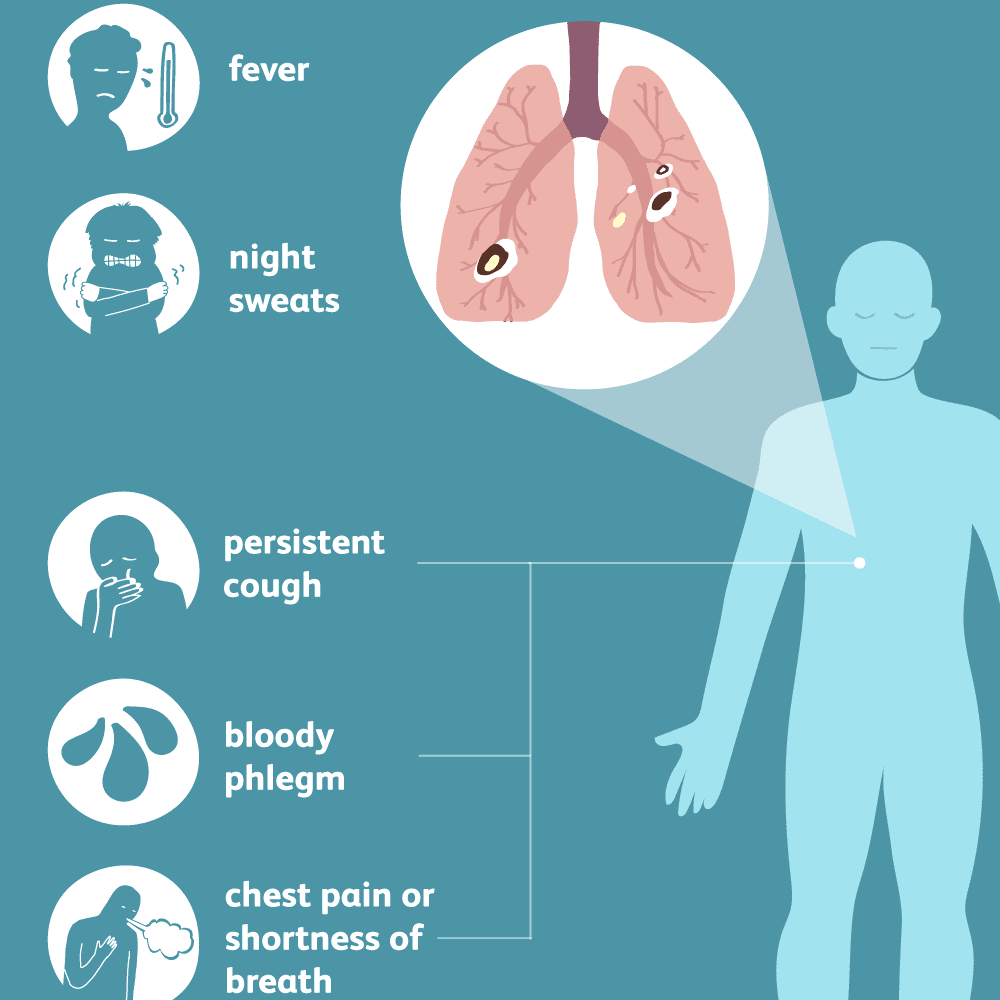 fever
night
sweats
persistent
cough
bloody
phlegm
chest pain or
shortness of
breath